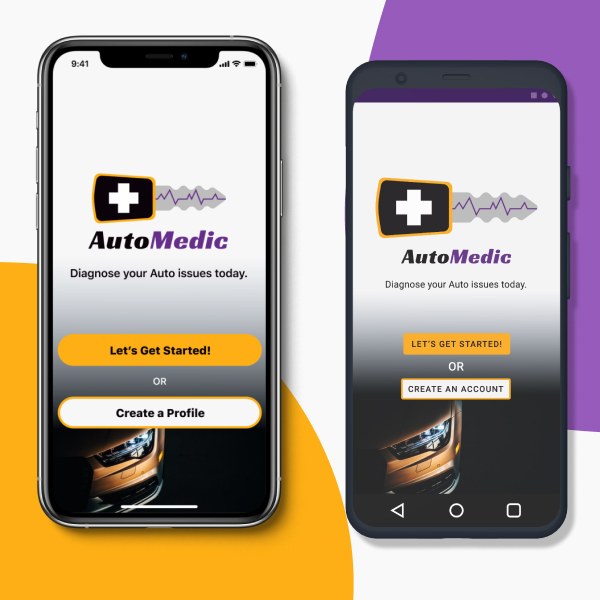 9:41
AutoMedic
Diagnose your Auto issues today.
Let's Get Started!
OR
Create a Profile
AutoMedic
Diagnose your Auto issues today.
LET'S GET STARTED!
OR
CREATE AN ACCOUNT